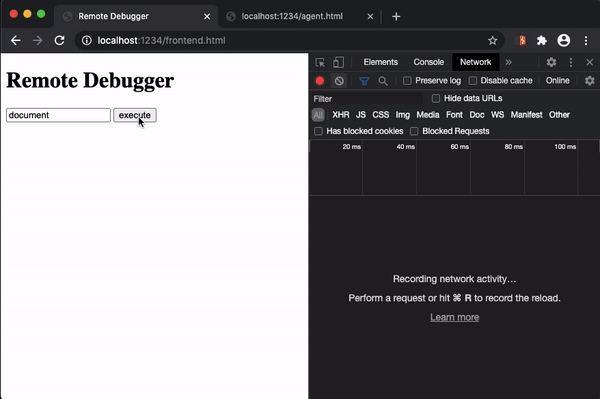 Remote Debugger
localhost:1234/agent.html
localhost:1234/frontend.html
Remote Debugger
document execute
Elements Console Network »
Preserve log Disable cache Online
Filter Hide data URLs
All XHR JS CSS Img Media Font Doc WS Manifest Other
Has blocked cookies Blocked Requests
20 ms 40 ms 60 ms 80 ms 100 ms
Recording network activity…
Perform a request or hit ⌘ R to record the reload.
Learn more